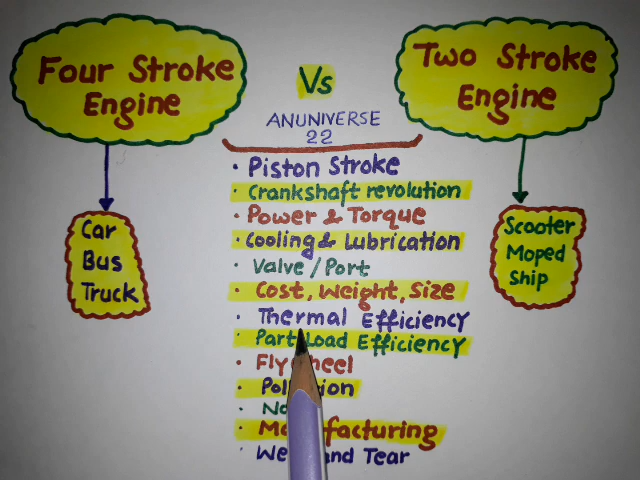 Four Stroke
Engine
Vs
Two Stroke
Engine
ANUNIVERSE
22
Car
Bus
Truck
Scooter
Moped
Ship
• Piston Stroke
• Crankshaft revolution
• Power & Torque
• Cooling & Lubrication
• Valve/Port
• Cost, Weight, Size
• Thermal Efficiency
• Part Load Efficiency
•
•
•
•
• and Tear